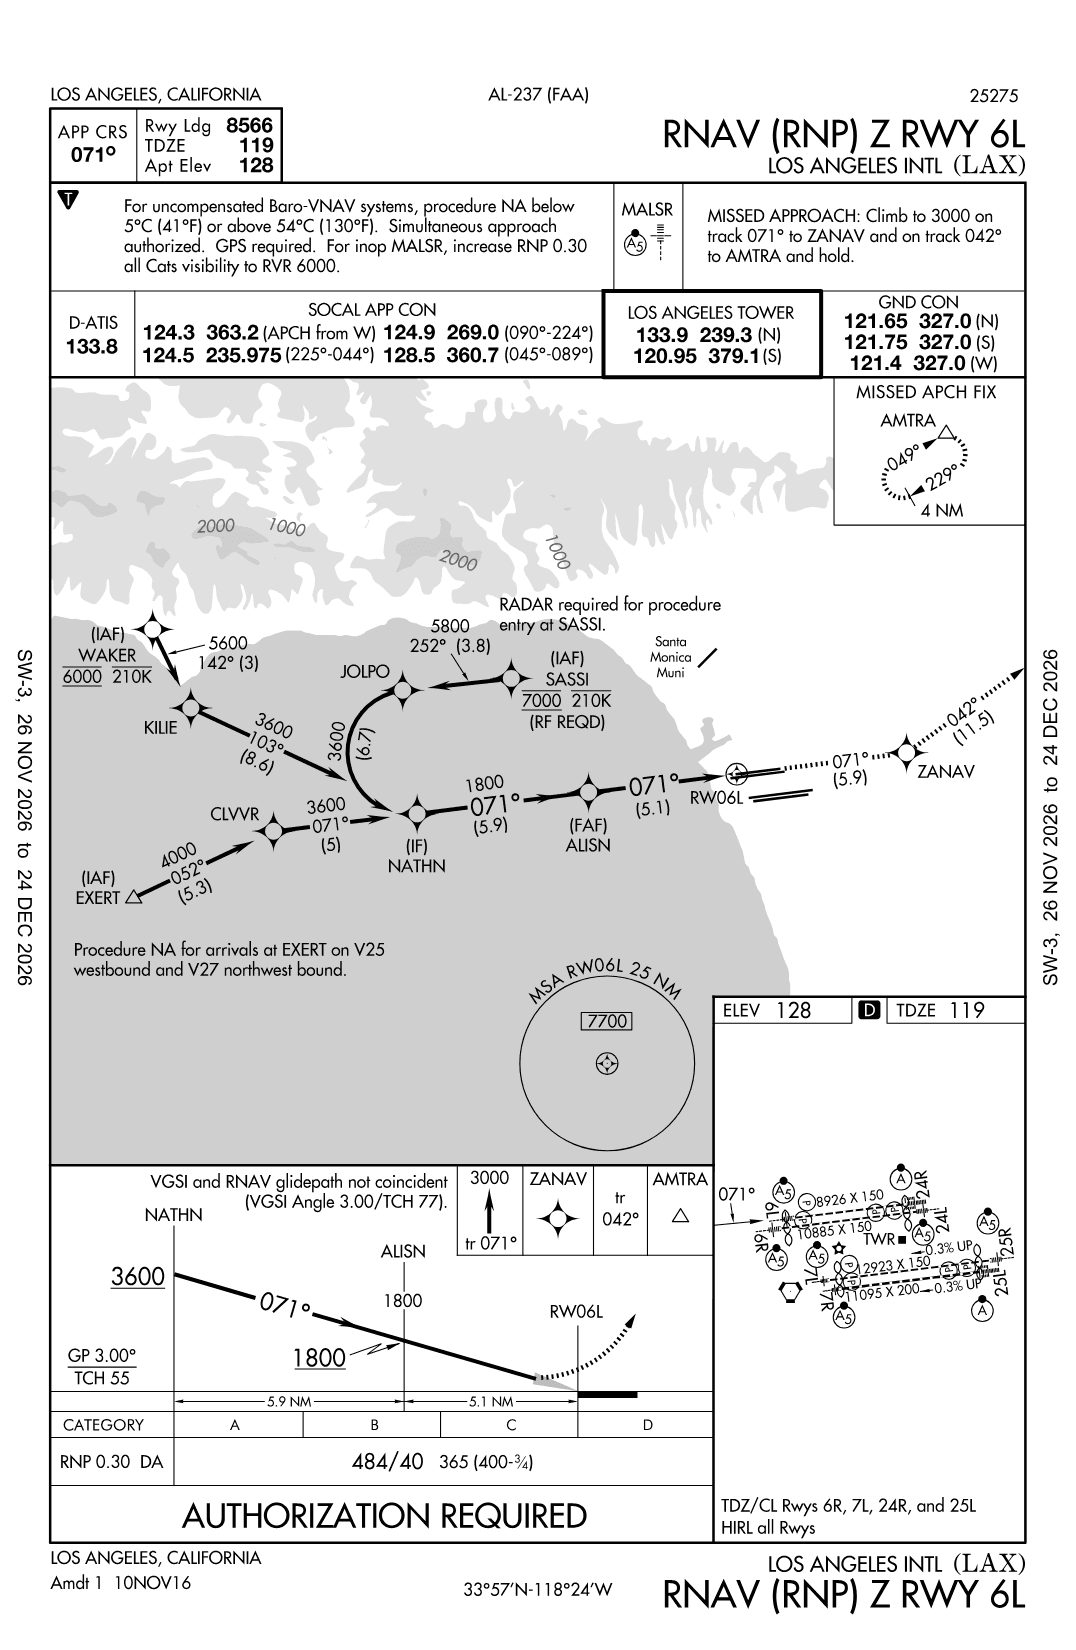 LOS ANGELES, CALIFORNIA
AL-237 (FAA)
25275
APP CRS
071°
Rwy Ldg 8566
TDZE 119
Apt Elev 128
RNAV (RNP) Z RWY 6L
LOS ANGELES INTL (LAX)
T
For uncompensated Baro-VNAV systems, procedure NA below
5°C (41°F) or above 54°C (130°F). Simultaneous approach
authorized. GPS required. For inop MALSR, increase RNP 0.30
all Cats visibility to RVR 6000.
MALSR
A5
MISSED APPROACH: Climb to 3000 on
track 071° to ZANAV and on track 042°
to AMTRA and hold.
D-ATIS
133.8
SOCAL APP CON
124.3 363.2 (APCH from W) 124.9 269.0 (090°-224°)
124.5 235.975 (225°-044°) 128.5 360.7 (045°-089°)
LOS ANGELES TOWER
133.9 239.3 (N)
120.95 379.1 (S)
GND CON
121.65 327.0 (N)
121.75 327.0 (S)
121.4 327.0 (W)
MISSED APCH FIX
AMTRA
049°
229°
4 NM
2000
1000
2000
1000
RADAR required for procedure
entry at SASSI.
(IAF)
WAKER
6000 210K
5600
142° (3)
KILIE
3600
103°
(8.6)
JOLPO
5800
252° (3.8)
(IAF)
SASSI
7000 210K
(RF REQD)
3600
(6.7)
Santa
Monica
Muni
CLVVR
3600
071°
(5)
(IF)
NATHN
1800
071°
(5.9)
(FAF)
ALISN
071°
(5.1)
RW06L
071°
(5.9)
ZANAV
042°
(11.5)
(IAF)
EXERT
4000
052°
(5.3)
Procedure NA for arrivals at EXERT on V25
westbound and V27 northwest bound.
MSA RW06L 25 NM
7700
SW-3, 26 NOV 2026 to 24 DEC 2026
SW-3, 26 NOV 2026 to 24 DEC 2026
ELEV 128
D
TDZE 119
071°
A5
A
6L
P
8926 X 150
P
P
24R
6R
10885 X 150
24L
A5
A5
A5
TWR
A5
0.3% UP
25R
7L
P
12923 X 150
P
P
7R
P
11095 X 200
0.3% UP
25L
A5
A
TDZ/CL Rwys 6R, 7L, 24R, and 25L
HIRL all Rwys
VGSI and RNAV glidepath not coincident
(VGSI Angle 3.00/TCH 77).
3000
tr 071°
ZANAV
tr
042°
AMTRA
NATHN
3600
071°
ALISN
1800
1800
RW06L
GP 3.00°
TCH 55
5.9 NM
5.1 NM
CATEGORY A B C D
RNP 0.30 DA 484/40 365 (400-¾)
AUTHORIZATION REQUIRED
LOS ANGELES, CALIFORNIA
Amdt 1 10NOV16
33°57'N-118°24'W
LOS ANGELES INTL (LAX)
RNAV (RNP) Z RWY 6L